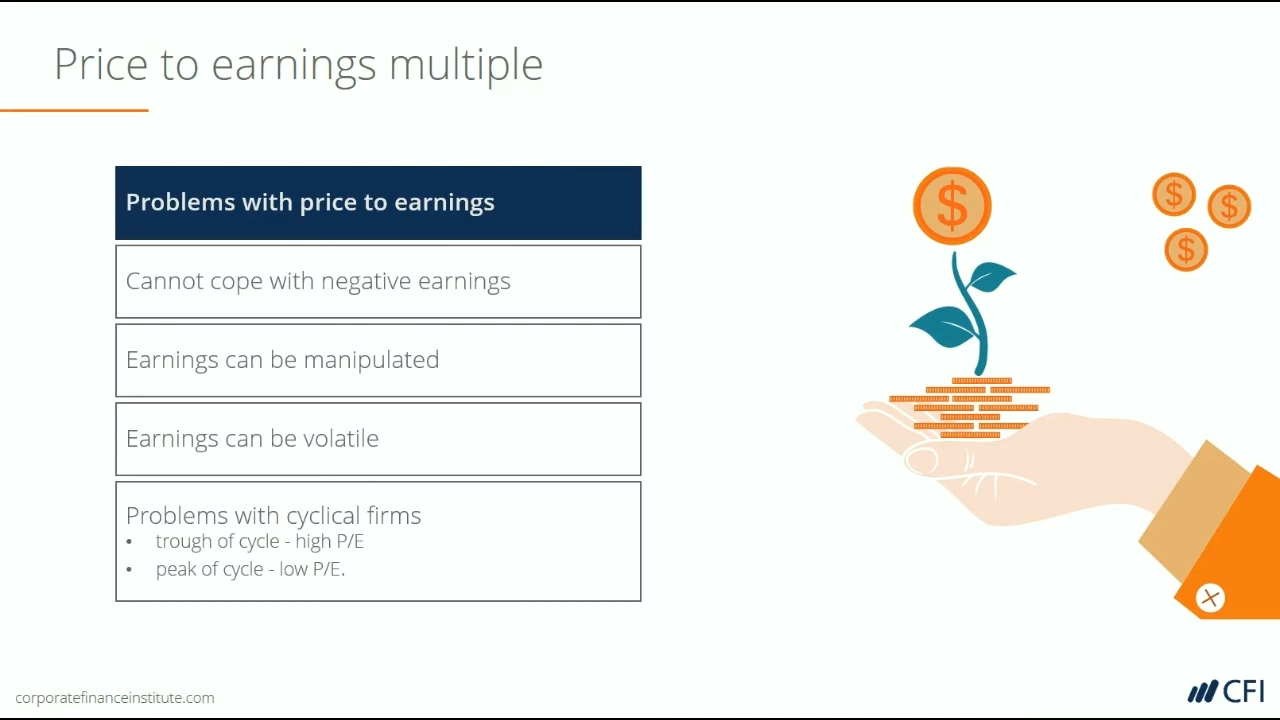 Price to earnings multiple
Problems with price to earnings
Cannot cope with negative earnings
Earnings can be manipulated
Earnings can be volatile
Problems with cyclical firms
• trough of cycle - high P/E
• peak of cycle - low P/E.
$
$
$
$
corporatefinanceinstitute.com
CFI